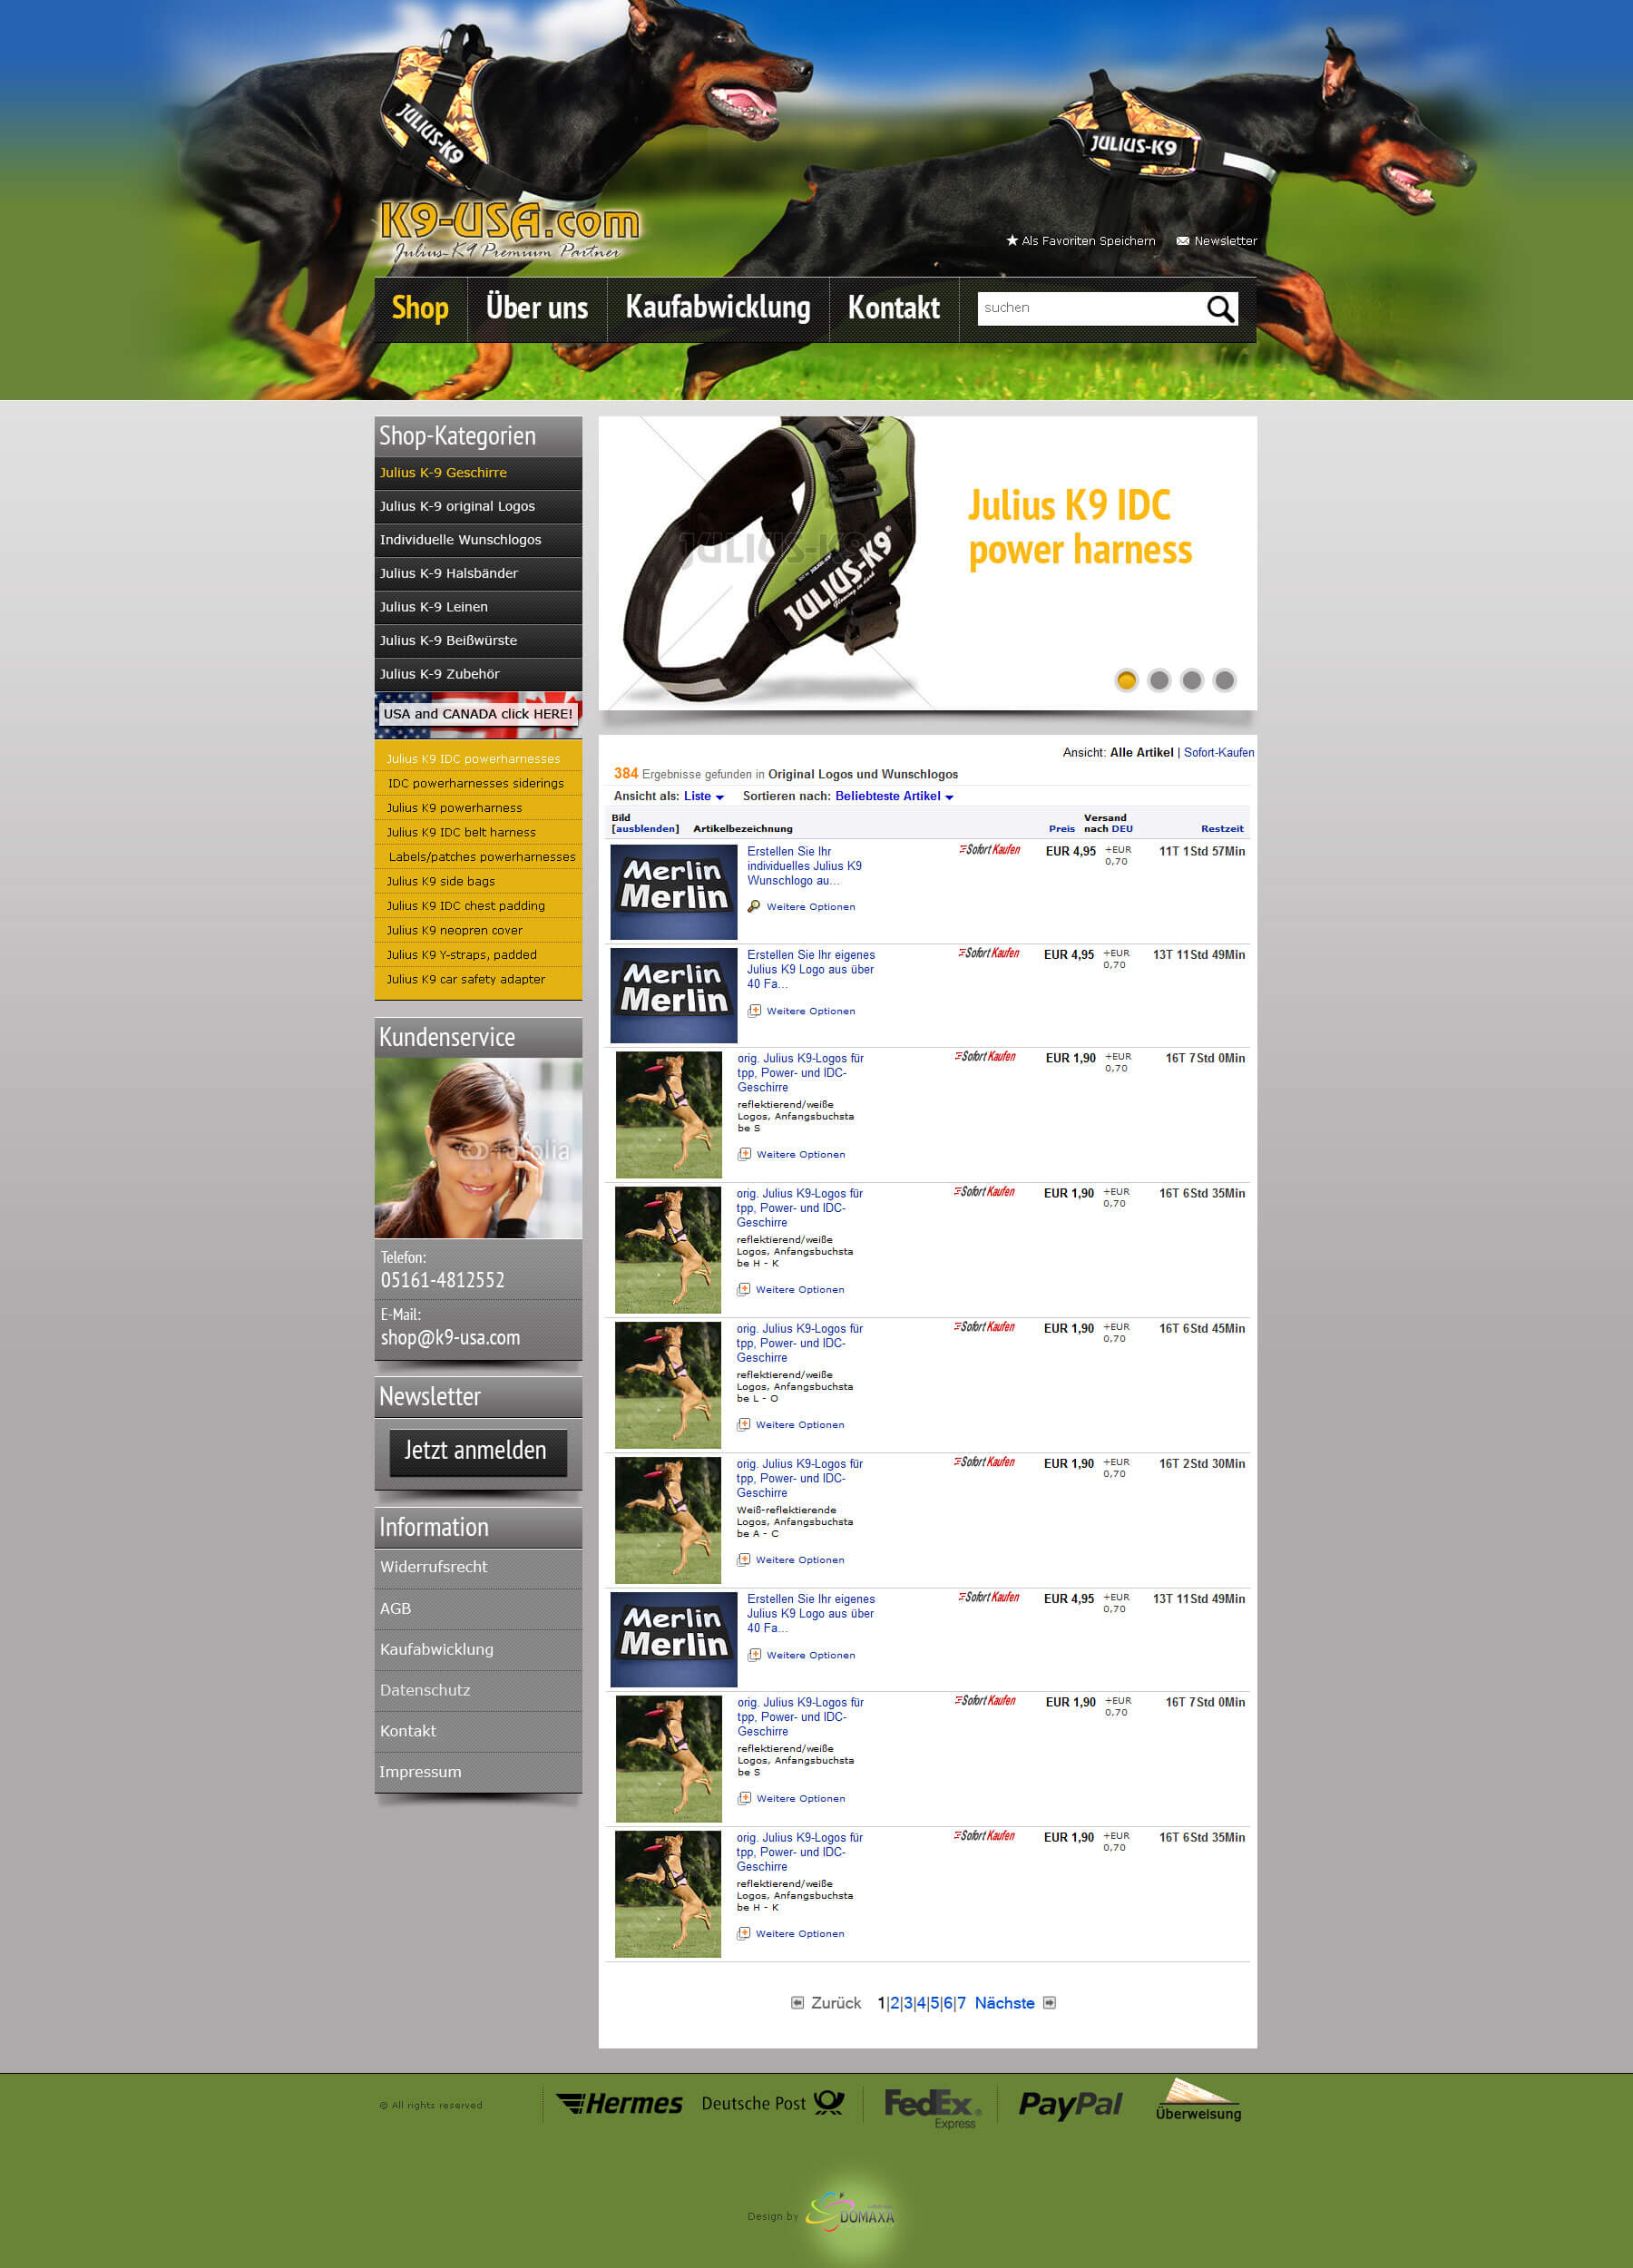 JULIUS-K9
JULIUS-K9
K9-USA.com
Julius-K9 Premium Partner
Als Favoriten Speichern
Newsletter
Shop
Über uns
Kaufabwicklung
Kontakt
suchen
Shop-Kategorien
Julius K-9 Geschirre
Julius K-9 original Logos
Individuelle Wunschlogos
Julius K-9 Halsbänder
Julius K-9 Leinen
Julius K-9 Beißwürste
Julius K-9 Zubehör
USA and CANADA click HERE!
Julius K9 IDC powerharnesses
IDC powerharnesses siderings
Julius K9 powerharness
Julius K9 IDC belt harness
Labels/patches powerharnesses
Julius K9 side bags
Julius K9 IDC chest padding
Julius K9 neopren cover
Julius K9 Y-straps, padded
Julius K9 car safety adapter
Kundenservice
fotolia
Telefon:
05161-4812552
E-Mail:
shop@k9-usa.com
Newsletter
Jetzt anmelden
Information
Widerrufsrecht
AGB
Kaufabwicklung
Datenschutz
Kontakt
Impressum
JULIUS-K9
JULIUS-K9®
Glowing in dark
Julius K9 IDC
power harness
Ansicht: Alle Artikel | Sofort-Kaufen
384 Ergebnisse gefunden in Original Logos und Wunschlogos
Ansicht als: Liste Sortieren nach: Beliebteste Artikel
Bild
[ausblenden]
Artikelbezeichnung
Preis
Versand
nach DEU
Restzeit
Merlin
Merlin
Erstellen Sie Ihr
individuelles Julius K9
Wunschlogo au...
Weitere Optionen
Sofort Kaufen
EUR 4,95
+EUR
0,70
11T 1Std 57Min
Merlin
Merlin
Erstellen Sie Ihr eigenes
Julius K9 Logo aus über
40 Fa...
Weitere Optionen
Sofort Kaufen
EUR 4,95
+EUR
0,70
13T 11Std 49Min
orig. Julius K9-Logos für
tpp, Power- und IDC-
Geschirre
reflektierend/weiße
Logos, Anfangsbuchsta
be S
Weitere Optionen
Sofort Kaufen
EUR 1,90
+EUR
0,70
16T 7Std 0Min
orig. Julius K9-Logos für
tpp, Power- und IDC-
Geschirre
reflektierend/weiße
Logos, Anfangsbuchsta
be H - K
Weitere Optionen
Sofort Kaufen
EUR 1,90
+EUR
0,70
16T 6Std 35Min
orig. Julius K9-Logos für
tpp, Power- und IDC-
Geschirre
reflektierend/weiße
Logos, Anfangsbuchsta
be L - O
Weitere Optionen
Sofort Kaufen
EUR 1,90
+EUR
0,70
16T 6Std 45Min
orig. Julius K9-Logos für
tpp, Power- und IDC-
Geschirre
Weiß-reflektierende
Logos, Anfangsbuchsta
be A - C
Weitere Optionen
Sofort Kaufen
EUR 1,90
+EUR
0,70
16T 2Std 30Min
Merlin
Merlin
Erstellen Sie Ihr eigenes
Julius K9 Logo aus über
40 Fa...
Weitere Optionen
Sofort Kaufen
EUR 4,95
+EUR
0,70
13T 11Std 49Min
orig. Julius K9-Logos für
tpp, Power- und IDC-
Geschirre
reflektierend/weiße
Logos, Anfangsbuchsta
be S
Weitere Optionen
Sofort Kaufen
EUR 1,90
+EUR
0,70
16T 7Std 0Min
orig. Julius K9-Logos für
tpp, Power- und IDC-
Geschirre
reflektierend/weiße
Logos, Anfangsbuchsta
be H - K
Weitere Optionen
Sofort Kaufen
EUR 1,90
+EUR
0,70
16T 6Std 35Min
Zurück 1|2|3|4|5|6|7 Nächste
© All rights reserved
Hermes
Deutsche Post
FedEx®
Express
PayPal
Überweisung
Design by
DOMAXA